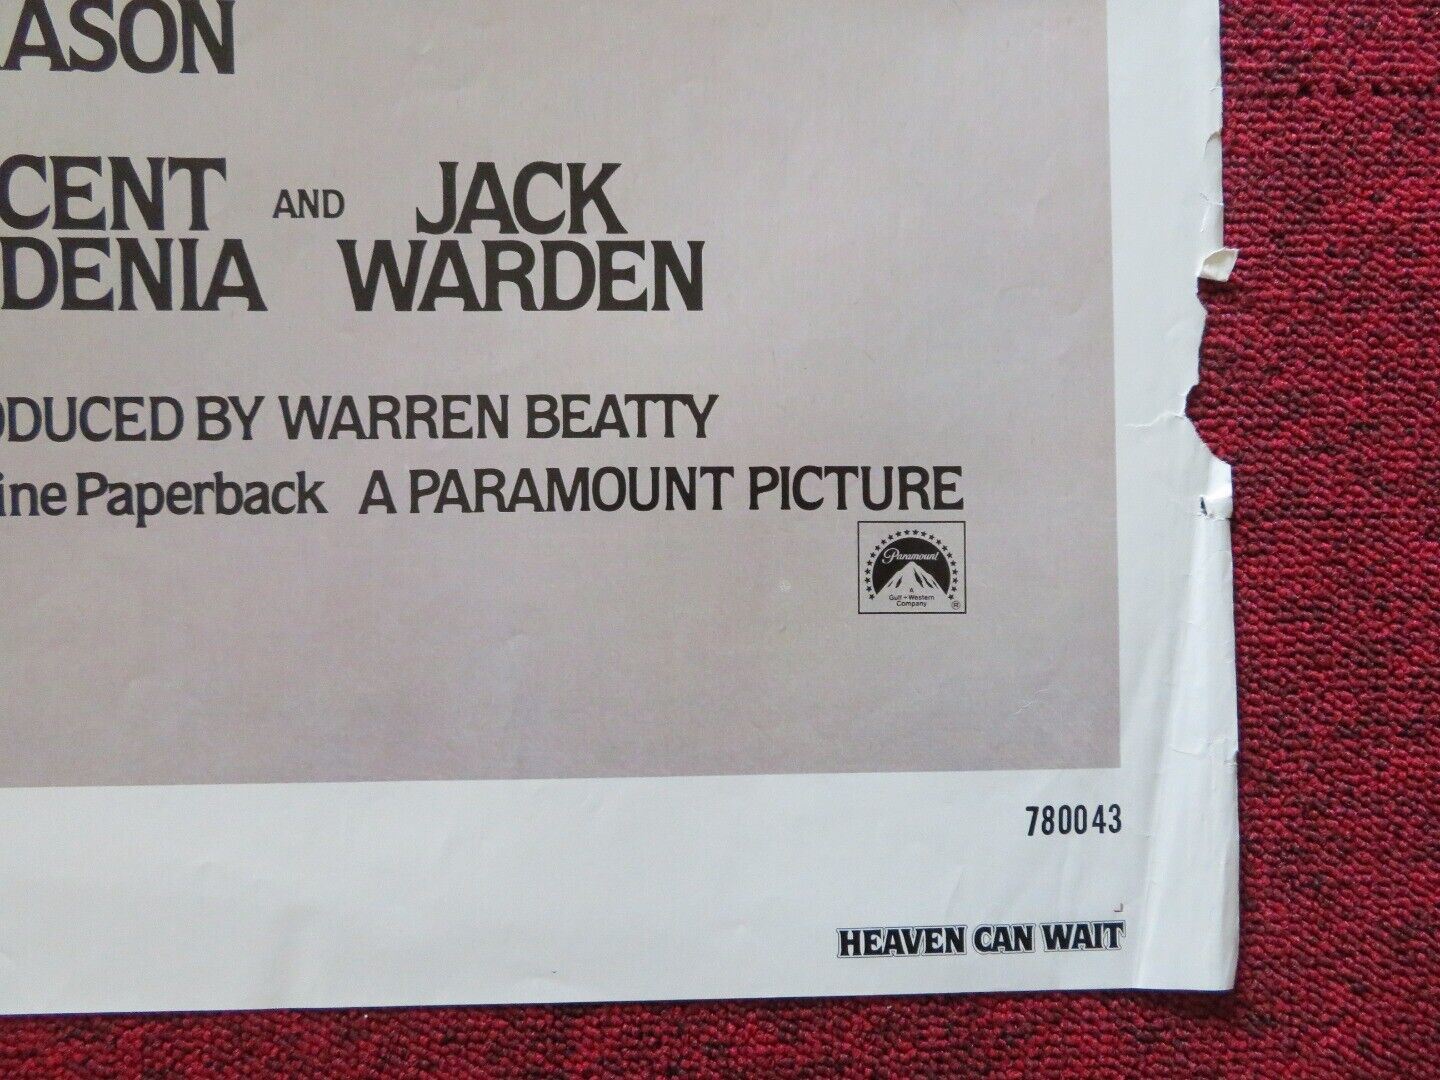 ASON
CENT AND JACK
DENIA WARDEN
ODUCED BY WARREN BEATTY
ine Paperback A PARAMOUNT PICTURE
Paramount
A
Gulf+Western
Company
®
780043
HEAVEN CAN WAIT